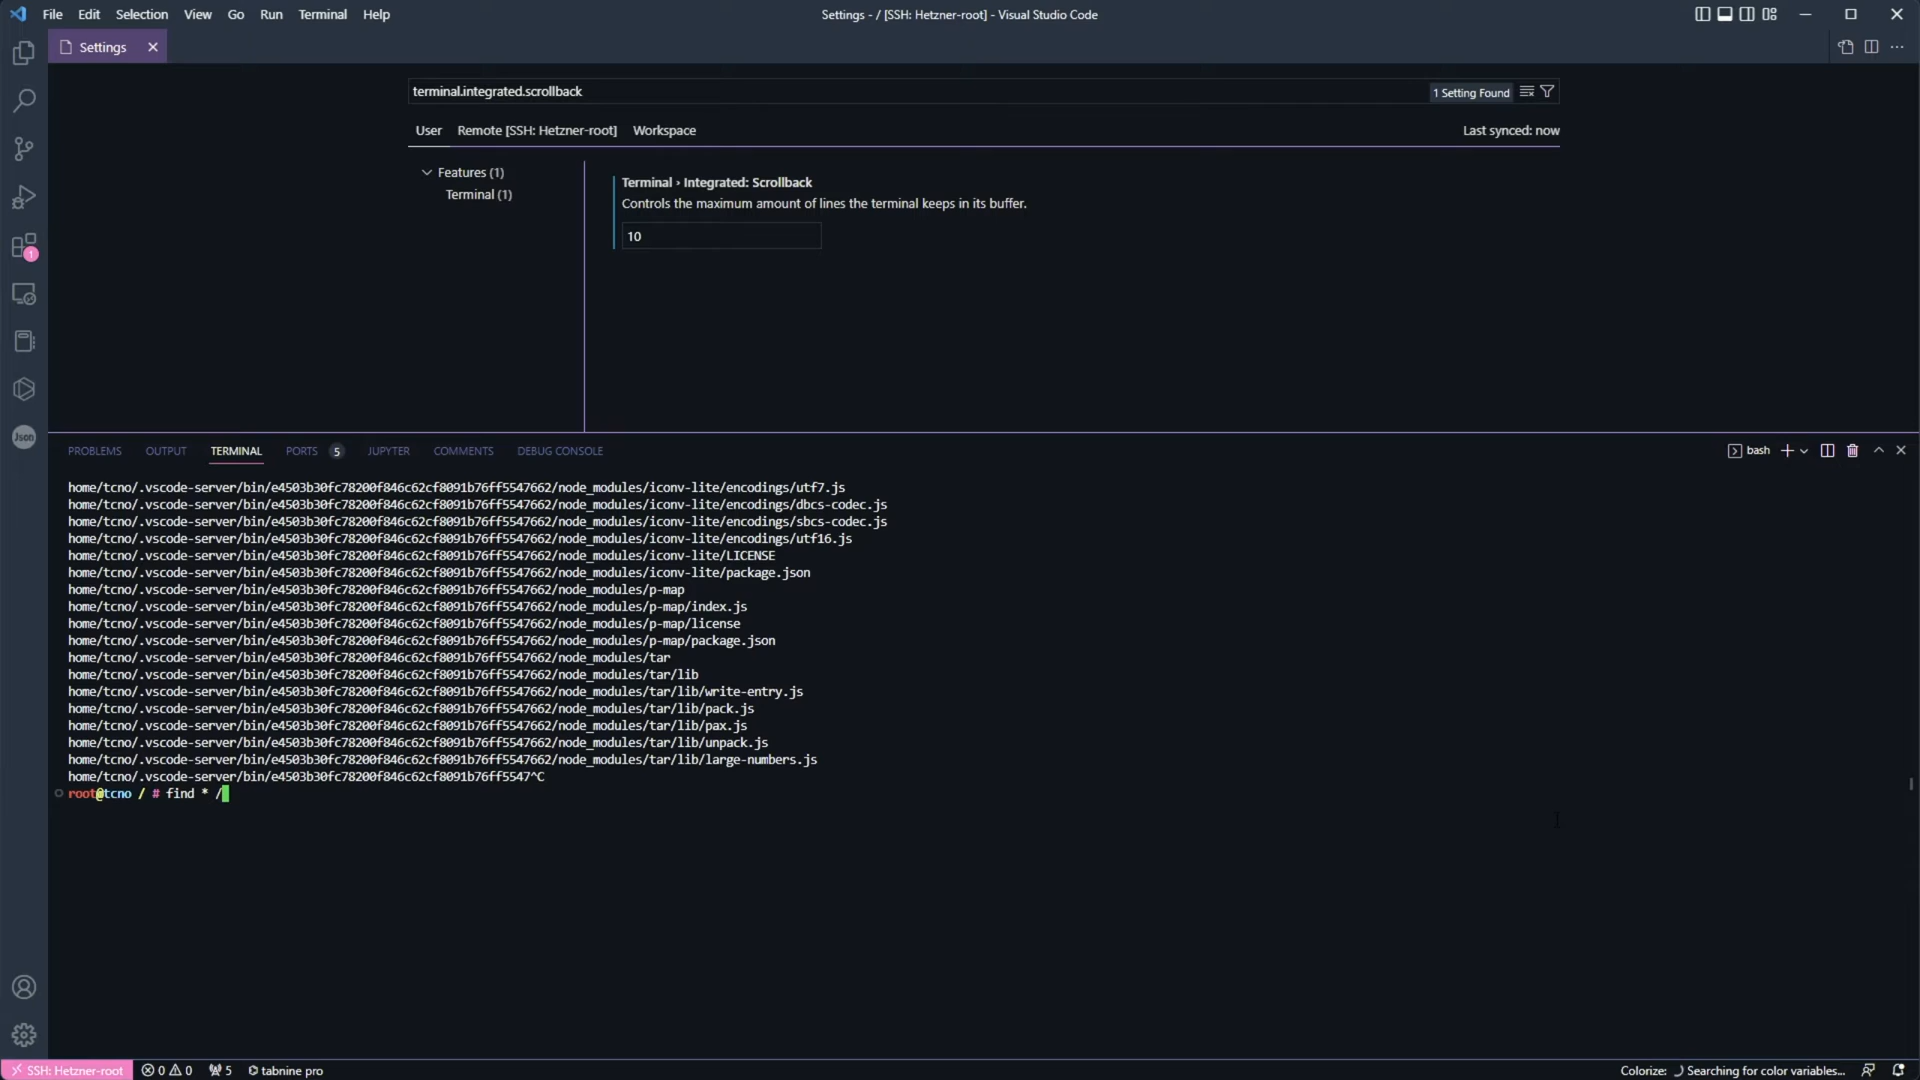 File Edit Selection View Go Run Terminal Help
Settings - / [SSH: Hetzner-root] - Visual Studio Code
Settings
terminal.integrated.scrollback
1 Setting Found
User Remote [SSH: Hetzner-root] Workspace
Last synced: now
Features (1)
Terminal (1)
Terminal › Integrated: Scrollback
Controls the maximum amount of lines the terminal keeps in its buffer.
10
1
Json
PROBLEMS OUTPUT TERMINAL PORTS 5 JUPYTER COMMENTS DEBUG CONSOLE
bash
home/tcno/.vscode-server/bin/e4503b30fc78200f846c62cf8091b76ff5547662/node_modules/iconv-lite/encodings/utf7.js
home/tcno/.vscode-server/bin/e4503b30fc78200f846c62cf8091b76ff5547662/node_modules/iconv-lite/encodings/dbcs-codec.js
home/tcno/.vscode-server/bin/e4503b30fc78200f846c62cf8091b76ff5547662/node_modules/iconv-lite/encodings/sbcs-codec.js
home/tcno/.vscode-server/bin/e4503b30fc78200f846c62cf8091b76ff5547662/node_modules/iconv-lite/encodings/utf16.js
home/tcno/.vscode-server/bin/e4503b30fc78200f846c62cf8091b76ff5547662/node_modules/iconv-lite/LICENSE
home/tcno/.vscode-server/bin/e4503b30fc78200f846c62cf8091b76ff5547662/node_modules/iconv-lite/package.json
home/tcno/.vscode-server/bin/e4503b30fc78200f846c62cf8091b76ff5547662/node_modules/p-map
home/tcno/.vscode-server/bin/e4503b30fc78200f846c62cf8091b76ff5547662/node_modules/p-map/index.js
home/tcno/.vscode-server/bin/e4503b30fc78200f846c62cf8091b76ff5547662/node_modules/p-map/license
home/tcno/.vscode-server/bin/e4503b30fc78200f846c62cf8091b76ff5547662/node_modules/p-map/package.json
home/tcno/.vscode-server/bin/e4503b30fc78200f846c62cf8091b76ff5547662/node_modules/tar
home/tcno/.vscode-server/bin/e4503b30fc78200f846c62cf8091b76ff5547662/node_modules/tar/lib
home/tcno/.vscode-server/bin/e4503b30fc78200f846c62cf8091b76ff5547662/node_modules/tar/lib/write-entry.js
home/tcno/.vscode-server/bin/e4503b30fc78200f846c62cf8091b76ff5547662/node_modules/tar/lib/pack.js
home/tcno/.vscode-server/bin/e4503b30fc78200f846c62cf8091b76ff5547662/node_modules/tar/lib/pax.js
home/tcno/.vscode-server/bin/e4503b30fc78200f846c62cf8091b76ff5547662/node_modules/tar/lib/unpack.js
home/tcno/.vscode-server/bin/e4503b30fc78200f846c62cf8091b76ff5547662/node_modules/tar/lib/large-numbers.js
home/tcno/.vscode-server/bin/e4503b30fc78200f846c62cf8091b76ff5547^C
root@tcno / # find * /
SSH: Hetzner-root 0 0 5 tabnine pro
Colorize: Searching for color variables...